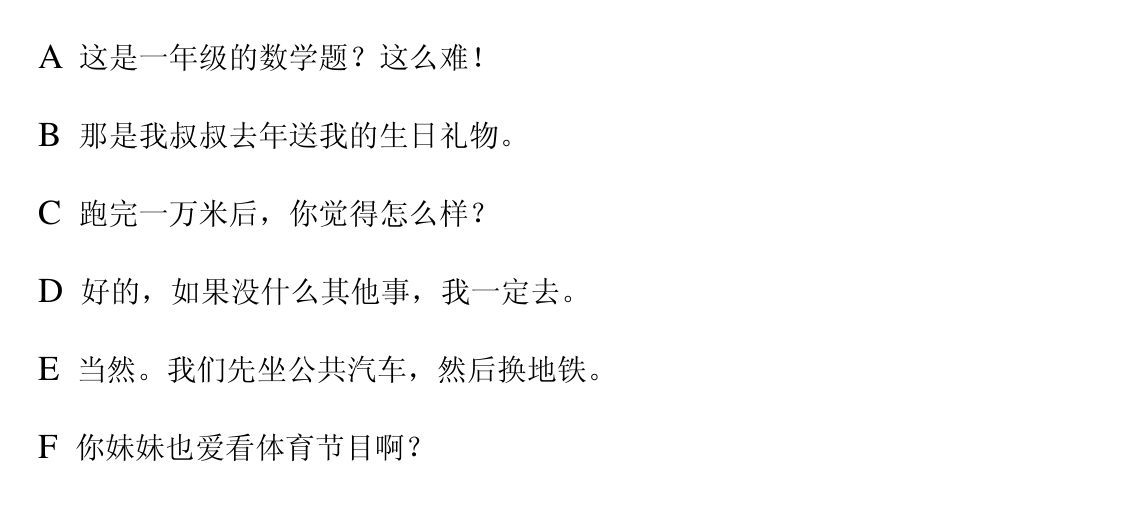 A 这是一年级的数学题？这么难！
B 那是我叔叔去年送我的生日礼物。
C 跑完一万米后，你觉得怎么样？
D 好的，如果没什么其他事，我一定去。
E 当然。我们先坐公共汽车，然后换地铁。
F 你妹妹也爱看体育节目啊？